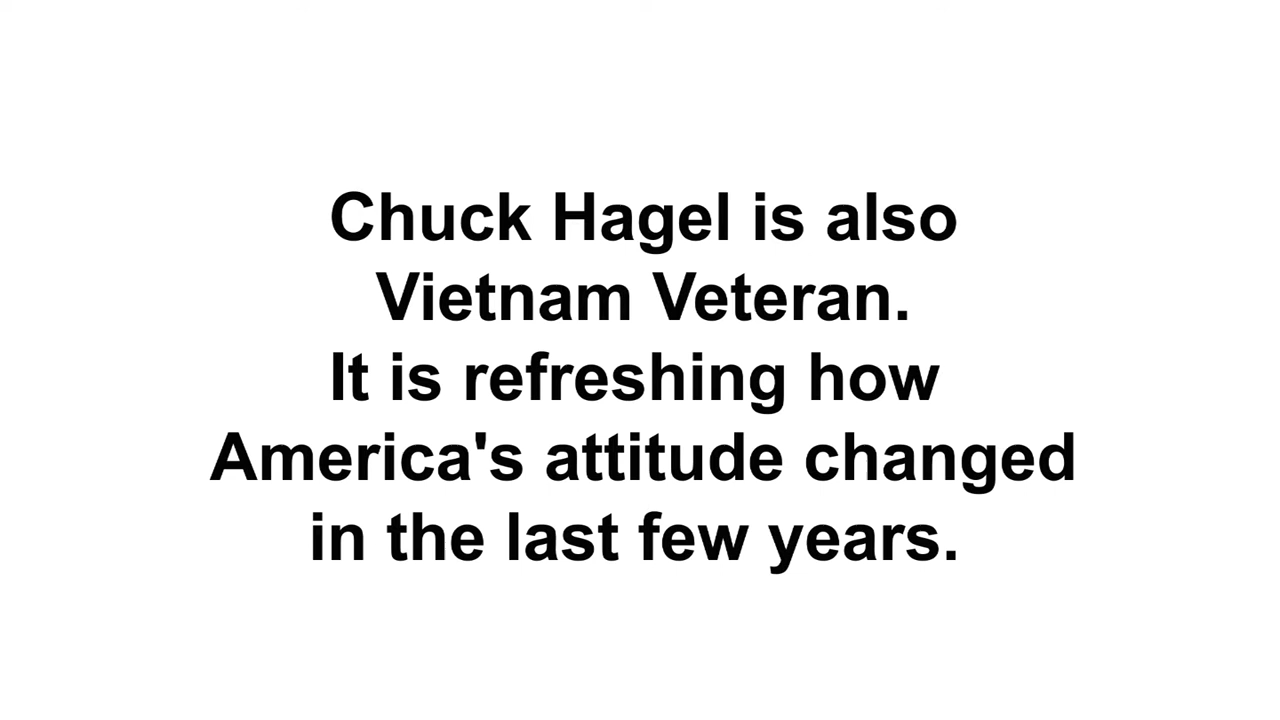 Chuck Hagel is also
Vietnam Veteran.
It is refreshing how
America's attitude changed
in the last few years.